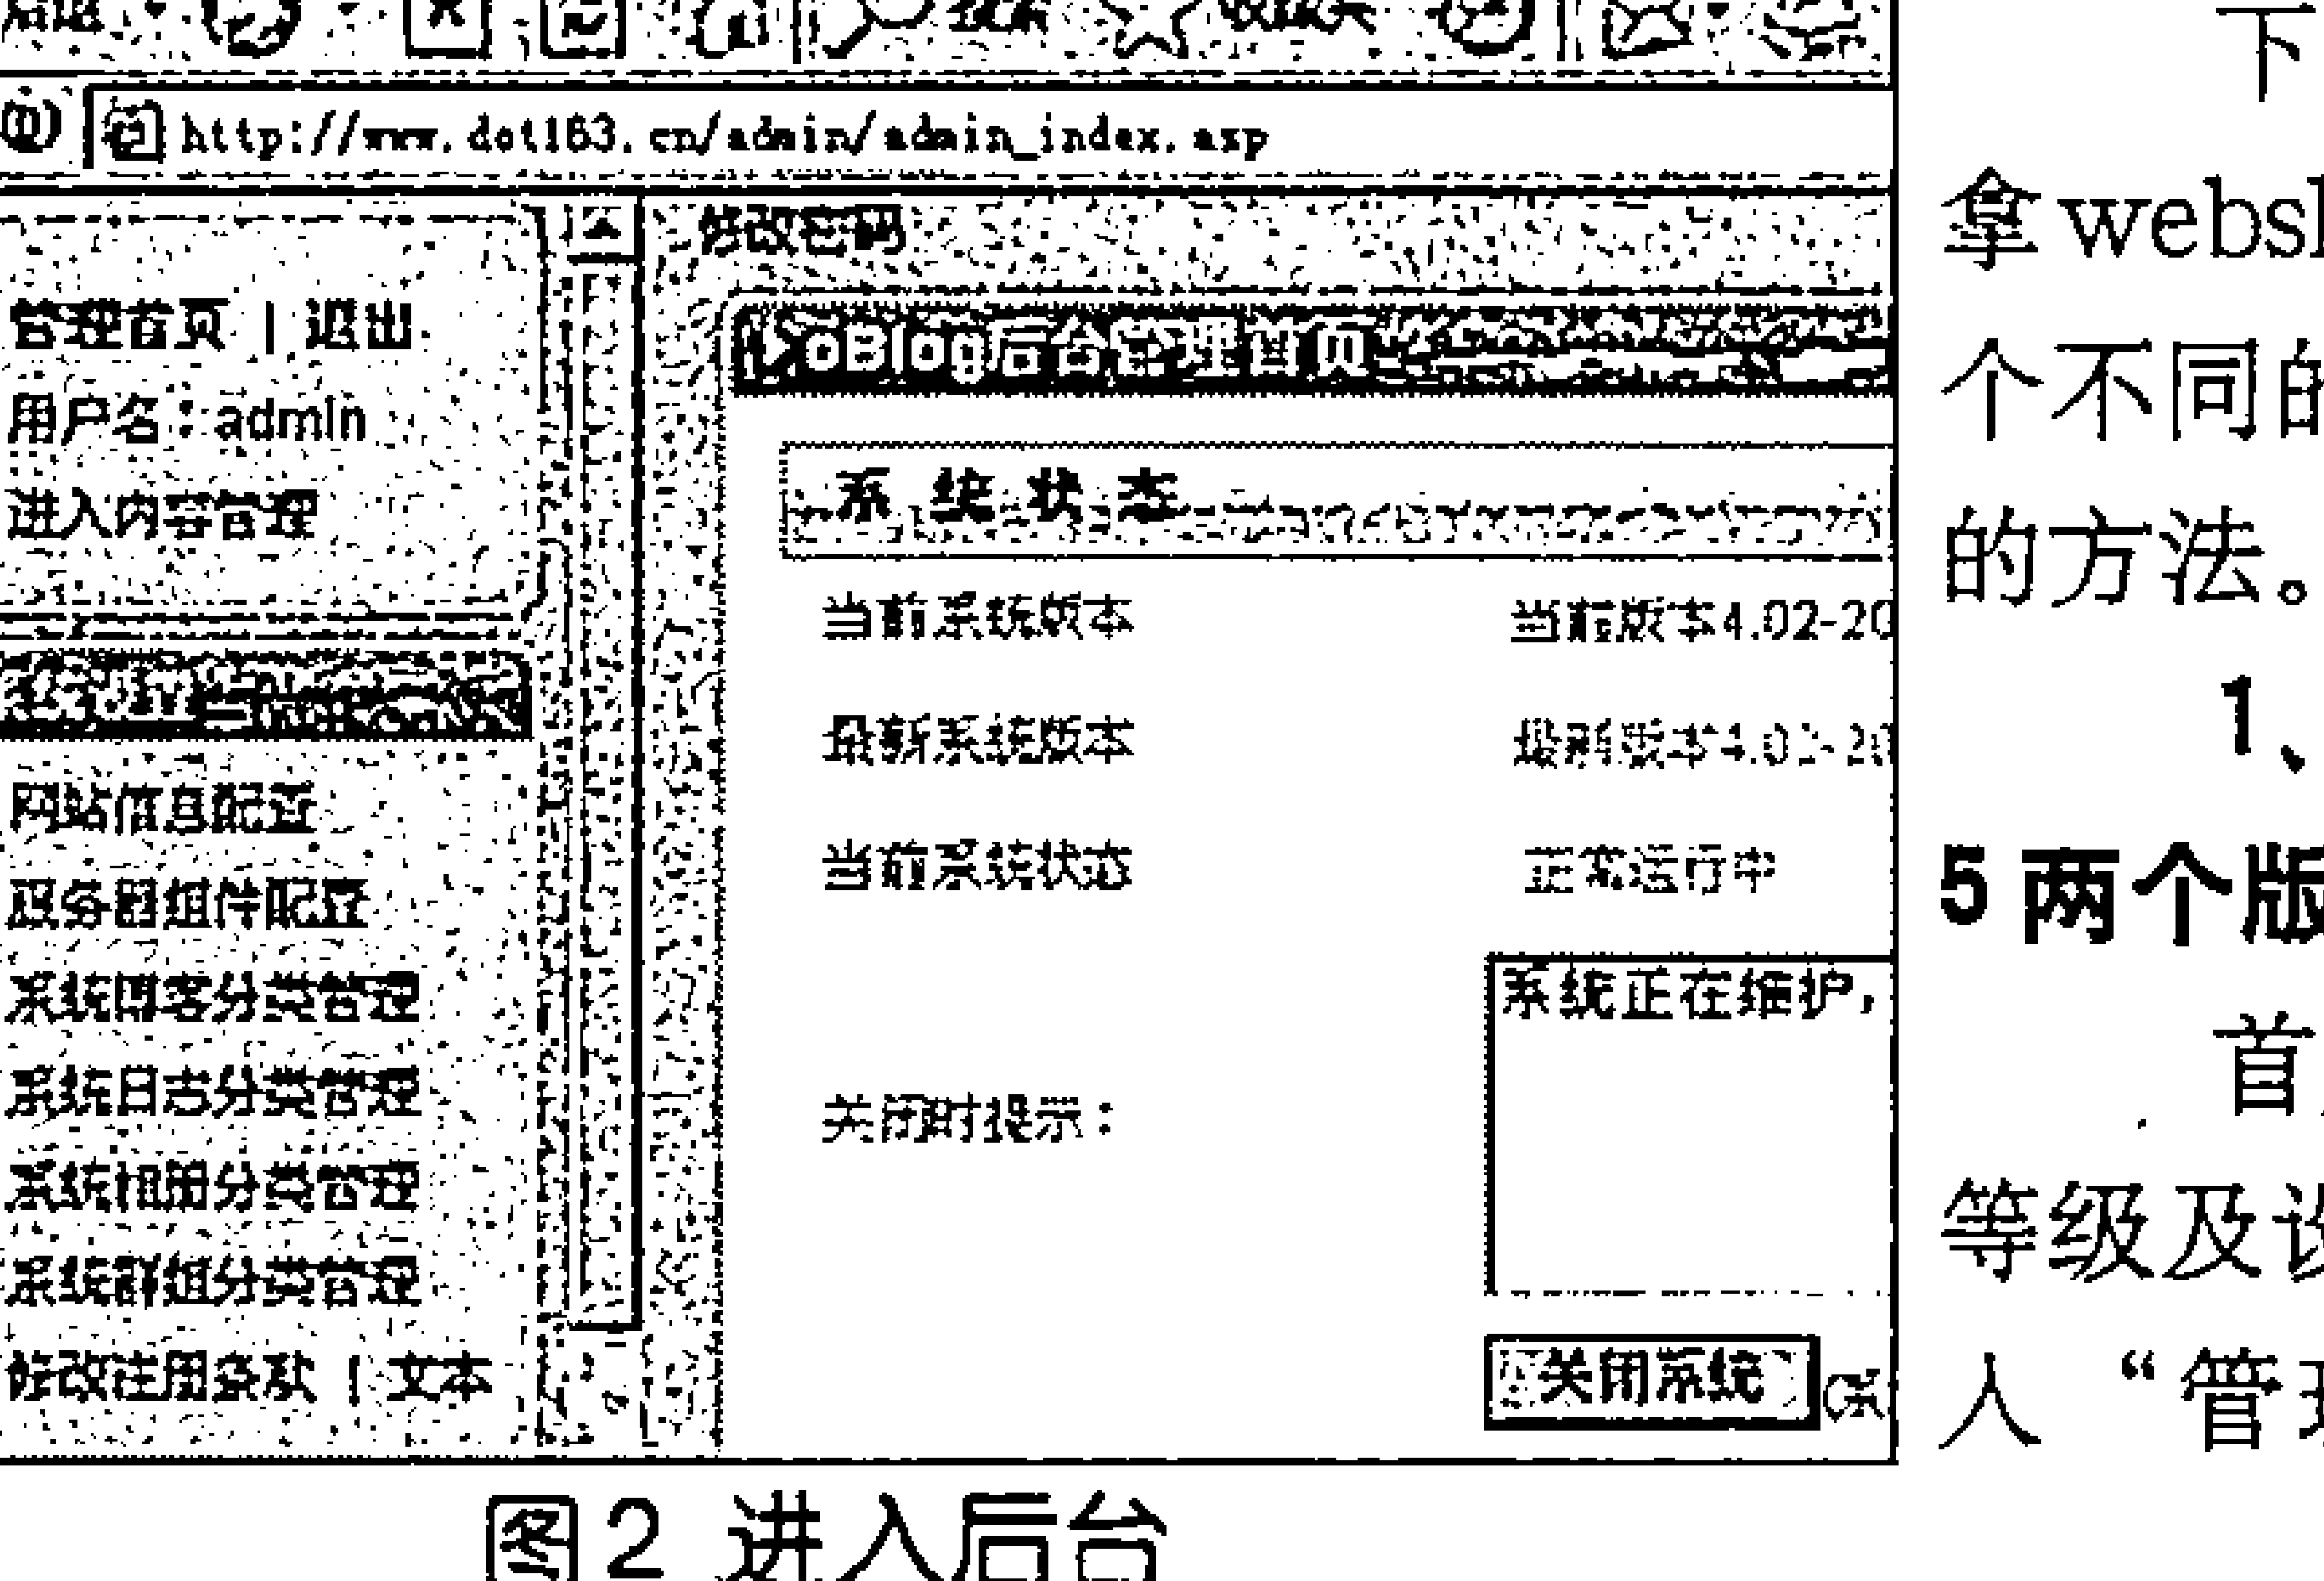 http://www.dot163.cn/admin/admin_index.asp
修改密码
管理首页 | 退出
用户名：admin
进入内容管理
oBlog后台管理首页
系 统 状 态
当前系统版本 当前版本4.02-20
最新系统版本 最新版本4.02-20
当前系统状态 正常运行中
系统正在维护，
关闭时提示：
关闭系统
网站信息配置
服务器组件配置
系统博客分类管理
系统日志分类管理
系统相册分类管理
系统群组分类管理
修改注册条款 | 文本
图2 进入后台
下
拿websh
个不同的
的方法。
1、
5 两个版
首
等级及设
入“管理